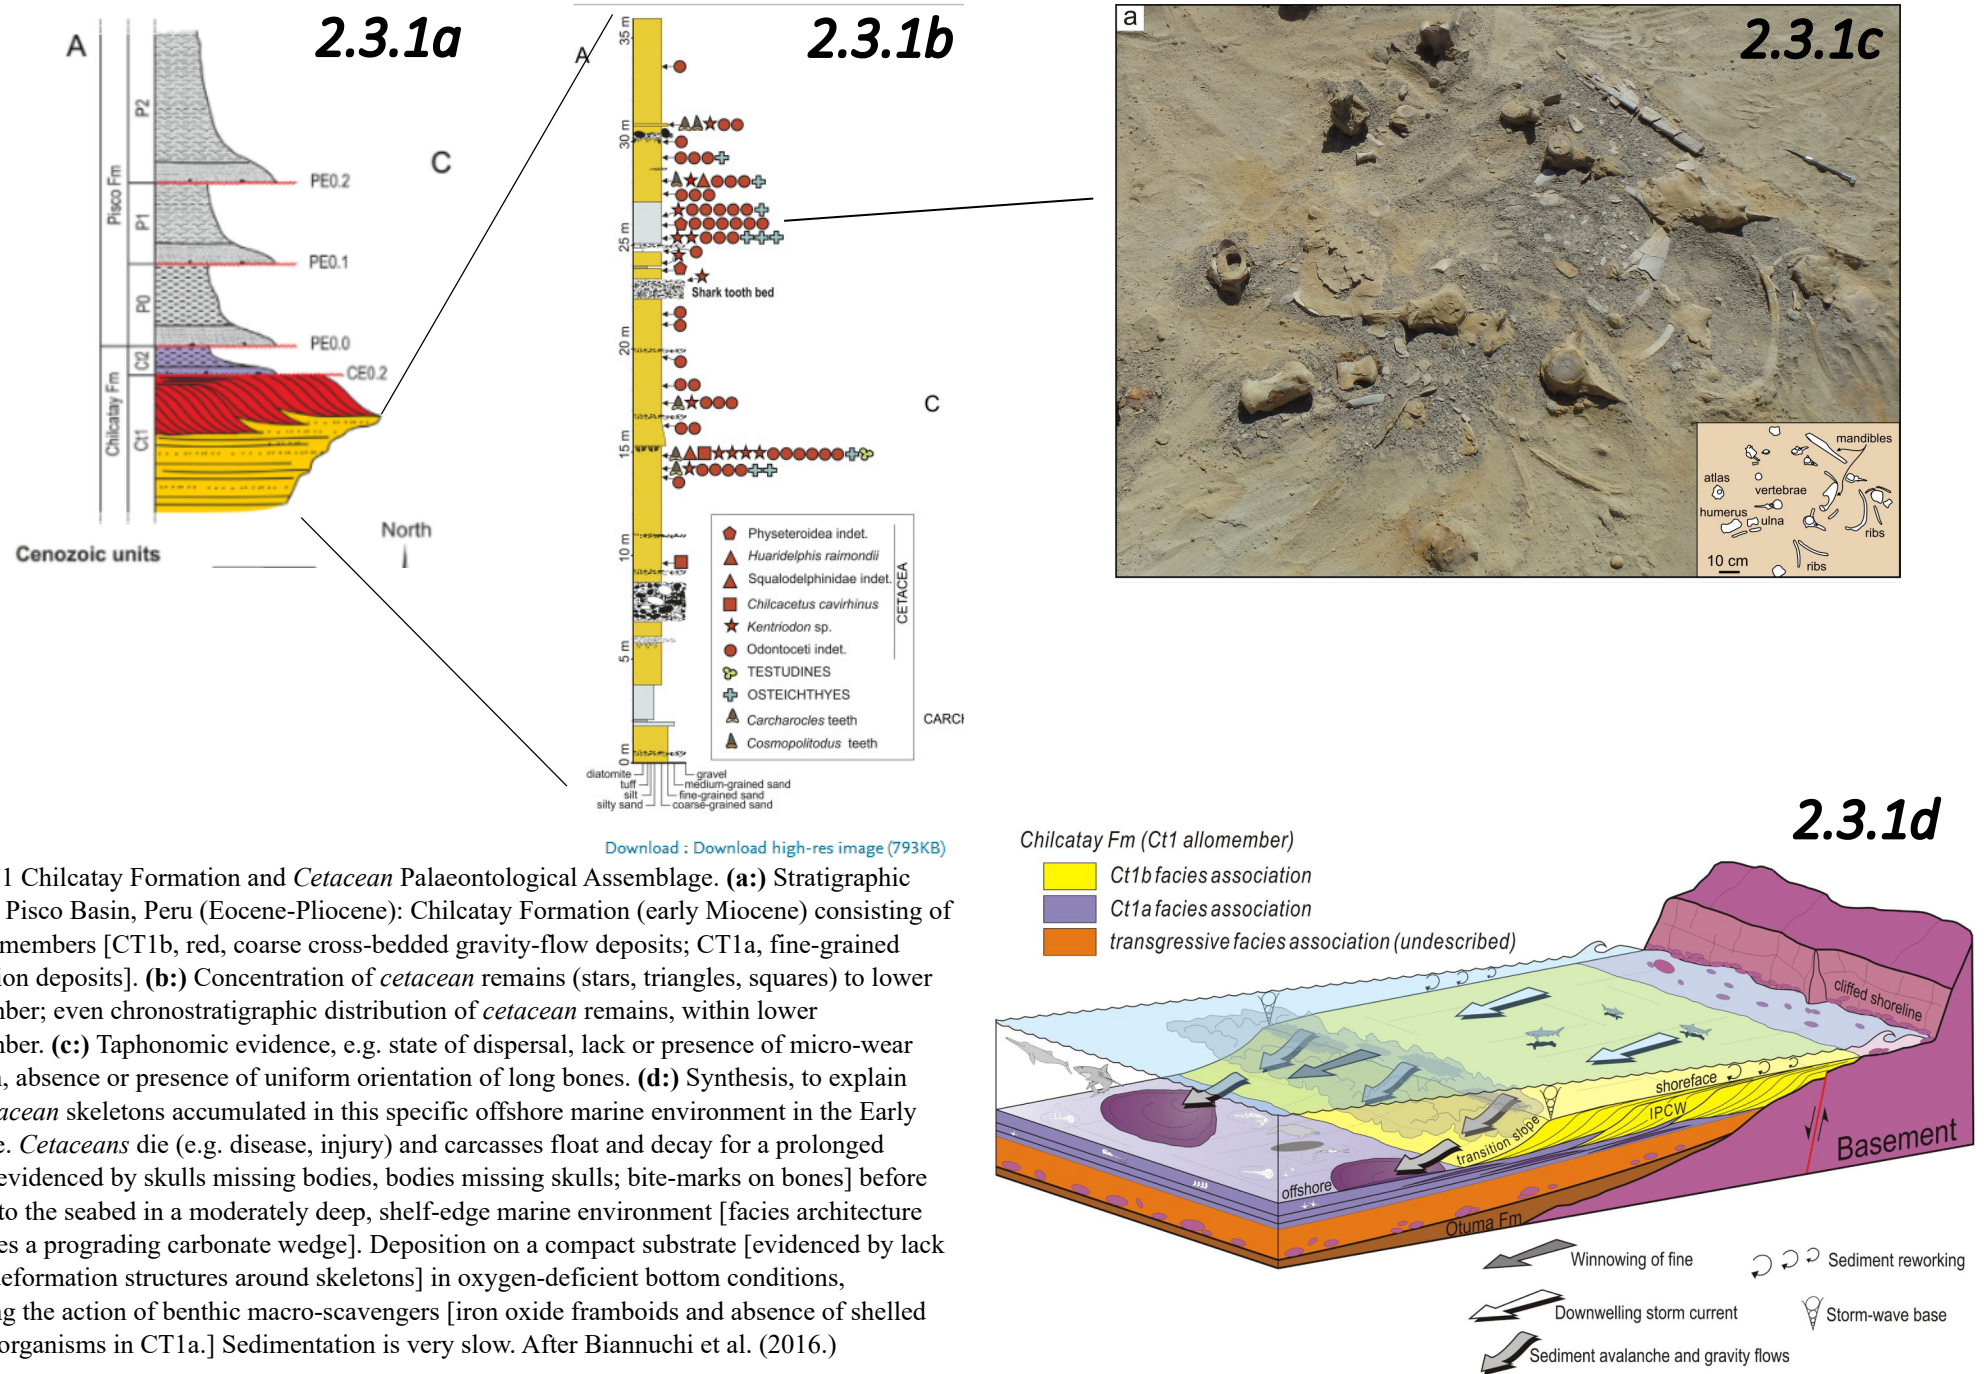 2.3.1a
A
P2
C
PE0.2
Pisco Fm
P1
PE0.1
P0
PE0.0
Ct2
CE0.2
Chilcatay Fm
Ct1
North
Cenozoic units
2.3.1b
A
35 m
30 m
25 m
Shark tooth bed
20 m
C
15 m
10 m
5 m
0 m
Physeteroidea indet.
Huaridelphis raimondii
Squalodelphinidae indet.
Chilcacetus cavirhinus
Kentriodon sp.
Odontoceti indet.
CETACEA
TESTUDINES
OSTEICHTHYES
Carcharocles teeth
Cosmopolitodus teeth
CARCH
diatomite
tuff
silt
silty sand
gravel
medium-grained sand
fine-grained sand
coarse-grained sand
Download : Download high-res image (793KB)
a
2.3.1c
mandibles
atlas
vertebrae
humerus
ulna
ribs
10 cm
ribs
1 Chilcatay Formation and Cetacean Palaeontological Assemblage. (a:) Stratigraphic
Pisco Basin, Peru (Eocene-Pliocene): Chilcatay Formation (early Miocene) consisting of
members [CT1b, red, coarse cross-bedded gravity-flow deposits; CT1a, fine-grained
ion deposits]. (b:) Concentration of cetacean remains (stars, triangles, squares) to lower
ber; even chronostratigraphic distribution of cetacean remains, within lower
ber. (c:) Taphonomic evidence, e.g. state of dispersal, lack or presence of micro-wear
, absence or presence of uniform orientation of long bones. (d:) Synthesis, to explain
acean skeletons accumulated in this specific offshore marine environment in the Early
e. Cetaceans die (e.g. disease, injury) and carcasses float and decay for a prolonged
evidenced by skulls missing bodies, bodies missing skulls; bite-marks on bones] before
to the seabed in a moderately deep, shelf-edge marine environment [facies architecture
es a prograding carbonate wedge]. Deposition on a compact substrate [evidenced by lack
deformation structures around skeletons] in oxygen-deficient bottom conditions,
ng the action of benthic macro-scavengers [iron oxide framboids and absence of shelled
organisms in CT1a.] Sedimentation is very slow. After Biannuchi et al. (2016.)
2.3.1d
Chilcatay Fm (Ct1 allomember)
Ct1b facies association
Ct1a facies association
transgressive facies association (undescribed)
cliffed shoreline
shoreface
IPCW
transition slope
offshore
Basement
Otuma Fm
Winnowing of fine
Sediment reworking
Downwelling storm current
Storm-wave base
Sediment avalanche and gravity flows